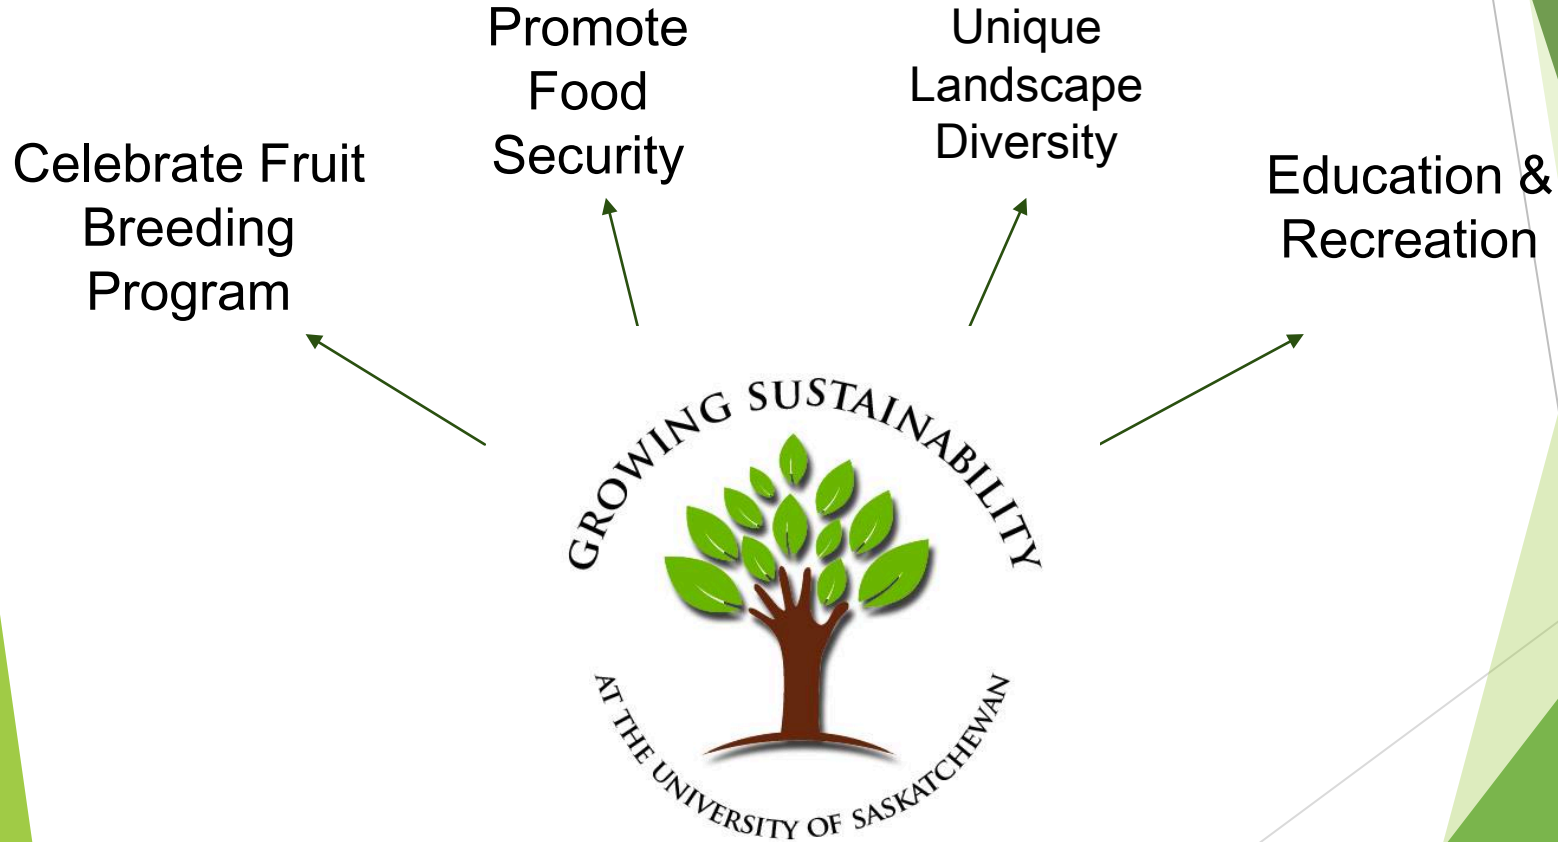 Celebrate Fruit
Breeding
Program
Promote
Food
Security
Unique
Landscape
Diversity
Education &
Recreation
GROWING SUSTAINABILITY
AT THE UNIVERSITY OF SASKATCHEWAN